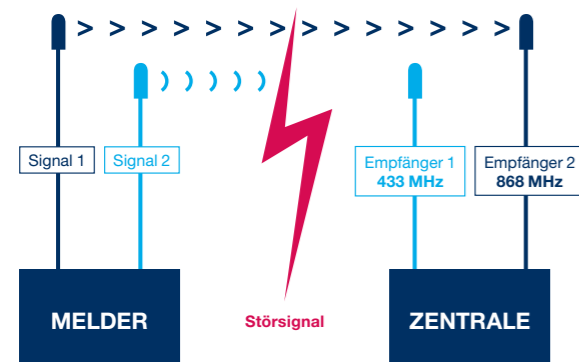 Signal 1
Signal 2
Empfänger 1
433 MHz
Empfänger 2
868 MHz
MELDER
Störsignal
ZENTRALE